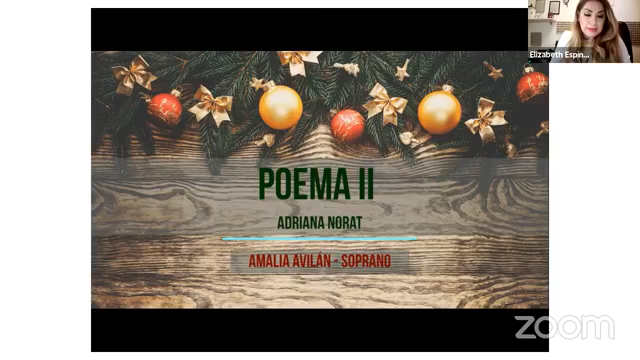 Elizabeth Espin...
POEMA II
ADRIANA NORAT
AMALIA AVILÁN - SOPRANO
zoom